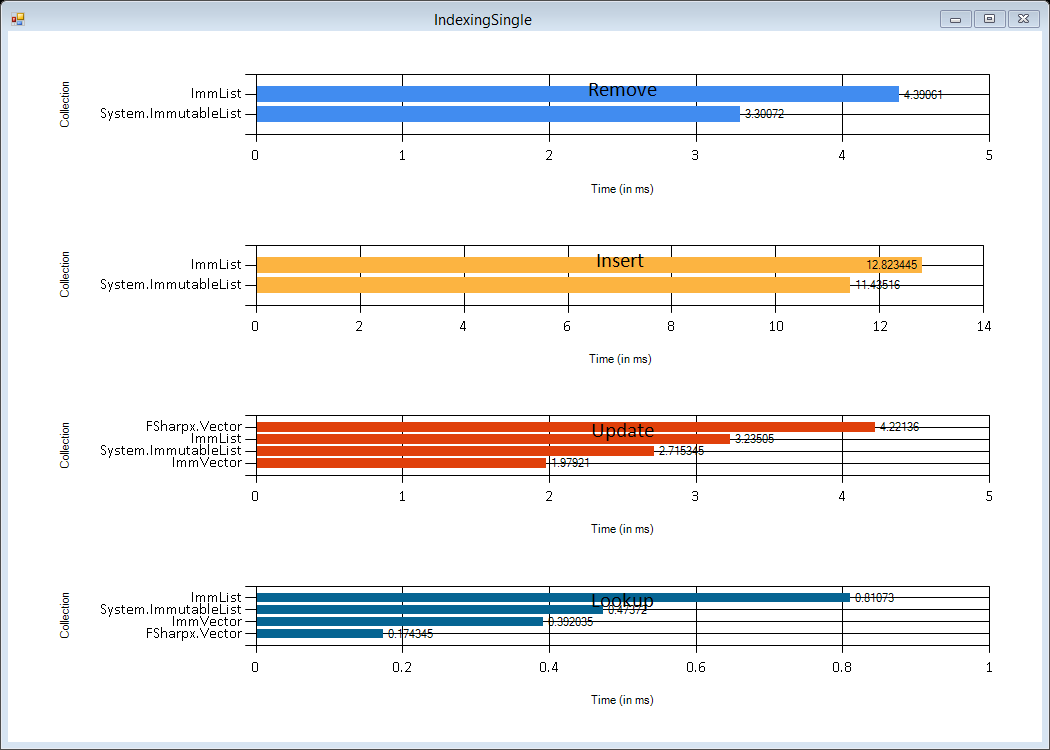 IndexingSingle
Remove
Collection
ImmList
4.39061
System.ImmutableList
3.30072
0 1 2 3 4 5
Time (in ms)
Insert
Collection
ImmList
12.823445
System.ImmutableList
11.43516
0 2 4 6 8 10 12 14
Time (in ms)
Update
Collection
FSharpx.Vector
4.22136
ImmList
3.23505
System.ImmutableList
2.715345
ImmVector
1.97921
0 1 2 3 4 5
Time (in ms)
Lookup
Collection
ImmList
0.81073
System.ImmutableList
0.47372
ImmVector
0.392035
FSharpx.Vector
0.174345
0 0.2 0.4 0.6 0.8 1
Time (in ms)